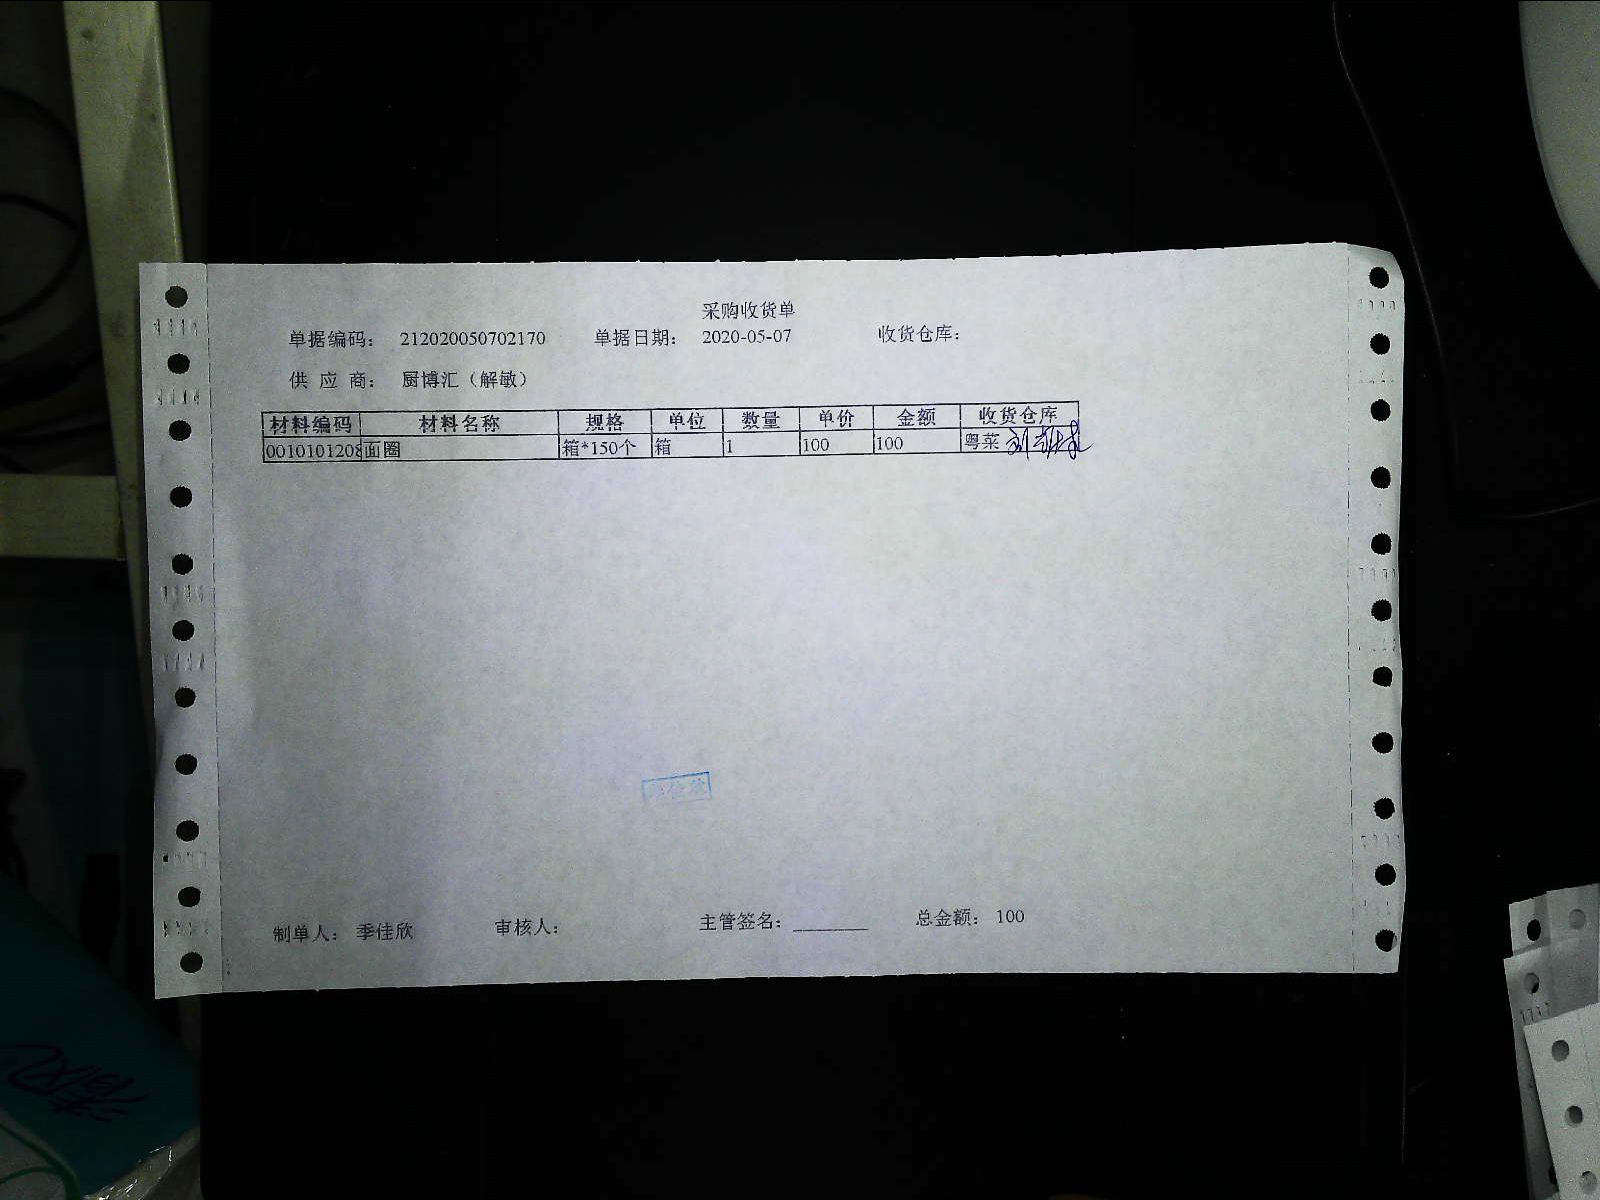 采购收货单
单据编码： 212020050702170 单据日期： 2020-05-07 收货仓库：
供 应 商： 厨博汇（解敏）
材料编码 材料名称 规格 单位 数量 单价 金额 收货仓库
0010101208 面圈 箱*150个 箱 1 100 100 粤菜
制单人： 季佳欣 审核人： 主管签名：________ 总金额： 100